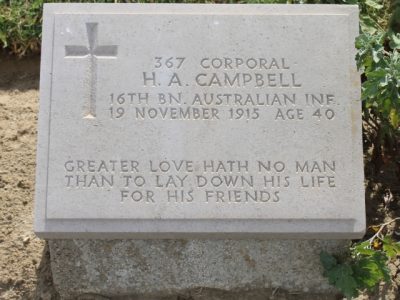 367 CORPORAL
H. A. CAMPBELL
16TH BN. AUSTRALIAN INF.
19 NOVEMBER 1915 AGE 40
GREATER LOVE HATH NO MAN
THAN TO LAY DOWN HIS LIFE
FOR HIS FRIENDS